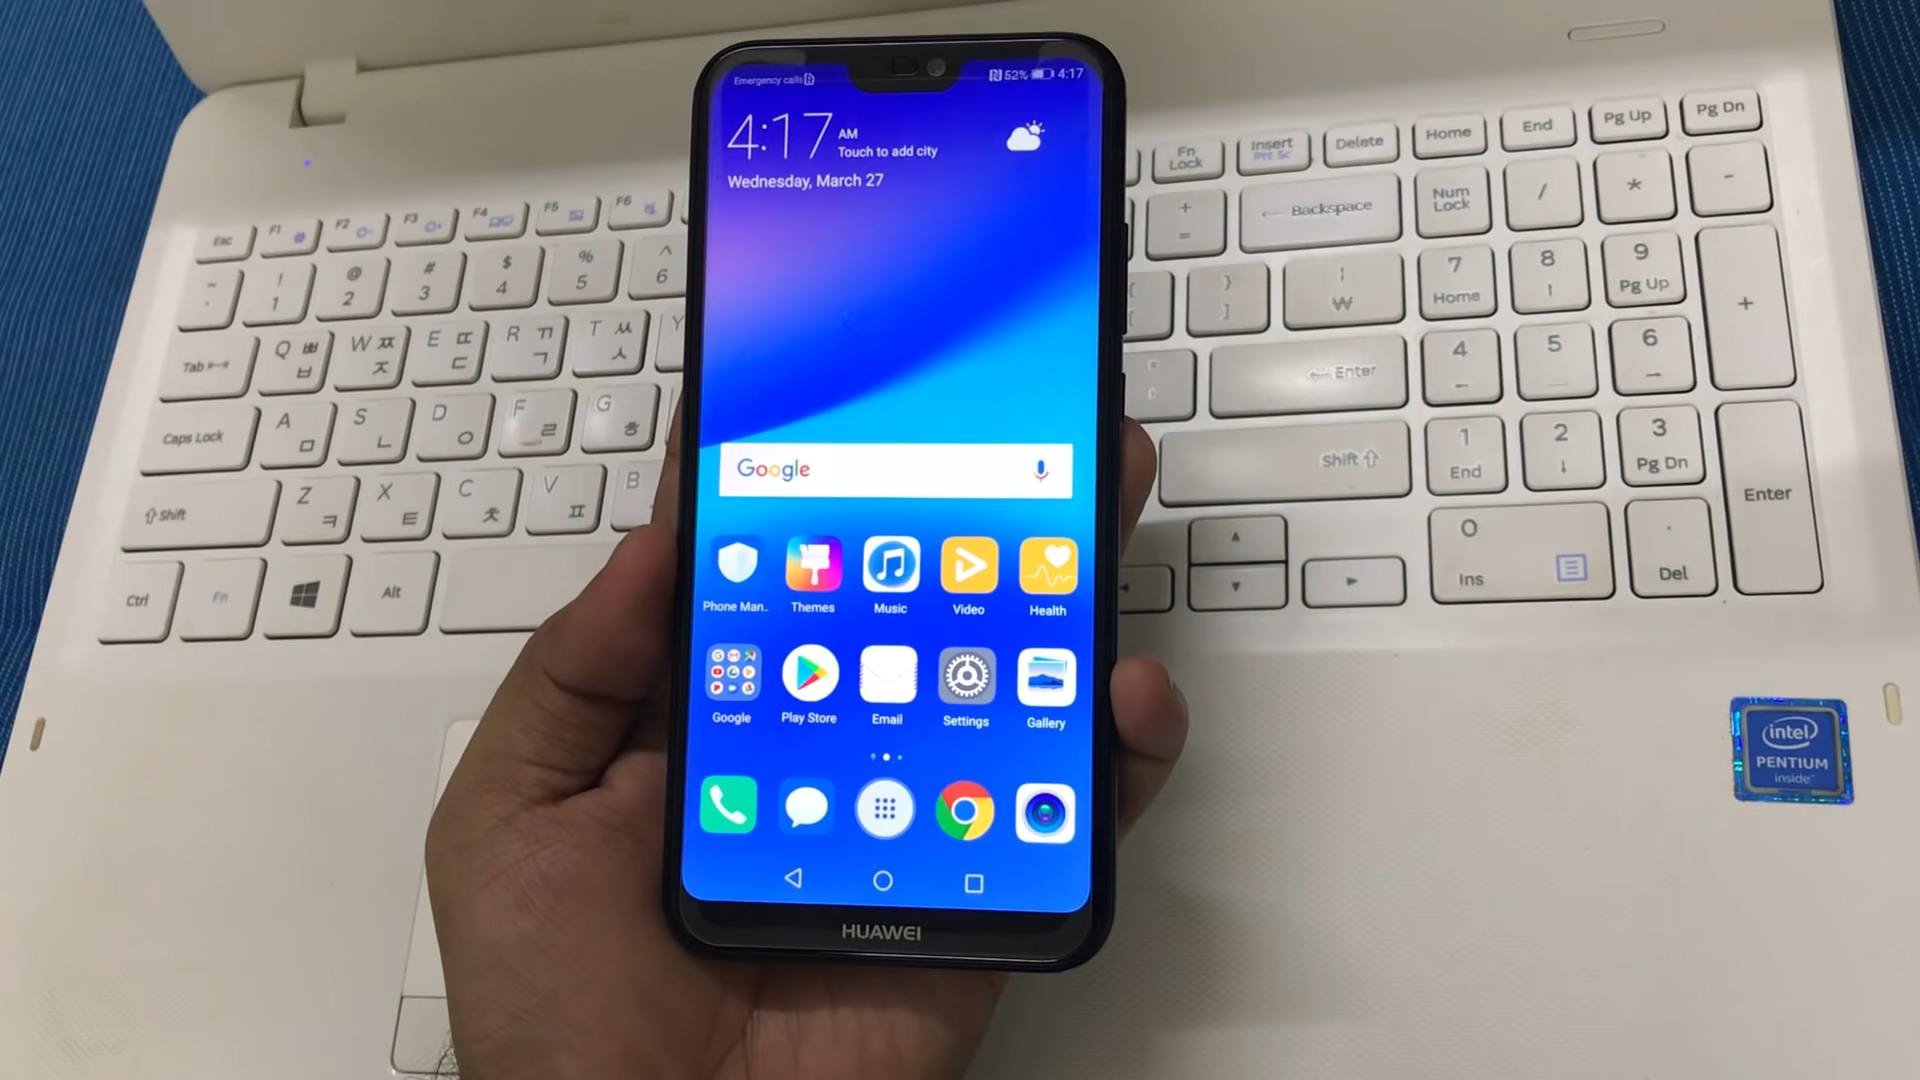 Emergency calls
52% 4:17
4:17 AM
Touch to add city
Wednesday, March 27
Google
Phone Man..
Themes
Music
Video
Health
Google
Play Store
Email
Settings
Gallery
HUAWEI
Esc F1 F2 F3 F4 F5 F6
~ ! 1 @ 2 # 3 $ 4 % 5 ^ 6
Tab Q ㅃ ㅂ W ㅉ ㅈ E ㄸ ㄷ R ㄲ ㄱ T ㅆ ㅅ Y
Caps Lock A ㅁ S ㄴ D ㅇ F ㄹ G ㅎ
Shift Z ㅋ X ㅌ C ㅊ V ㅍ B
Ctrl Fn Alt
Fn Lock Insert Prt Sc Delete Home End Pg Up Pg Dn
+ = ← Backspace Num Lock / * -
{ [ } ] ₩ 7 Home 8 ↑ 9 Pg Up +
" Enter 4 ← 5 6 →
Shift 1 End 2 ↓ 3 Pg Dn Enter
▲
◄ ▼ ► 0 Ins . Del
intel
PENTIUM
inside™